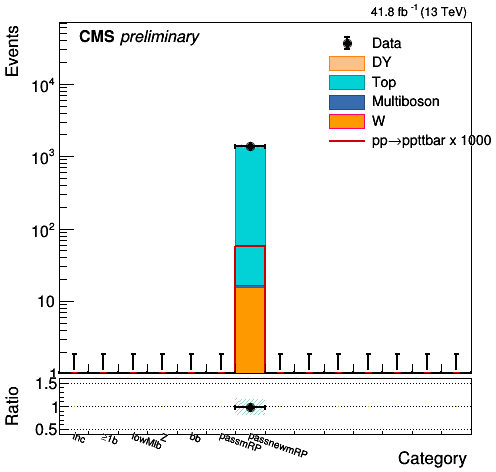 41.8 fb⁻¹ (13 TeV)
CMS preliminary
Events
Data
DY
Top
Multiboson
W
pp→ppttbar x 1000
10⁴
10³
10²
10
1
Ratio
1.5
1
0.5
inc
≥1b
lowMlb
Z
bb
passmRP
passnewmRP
Category